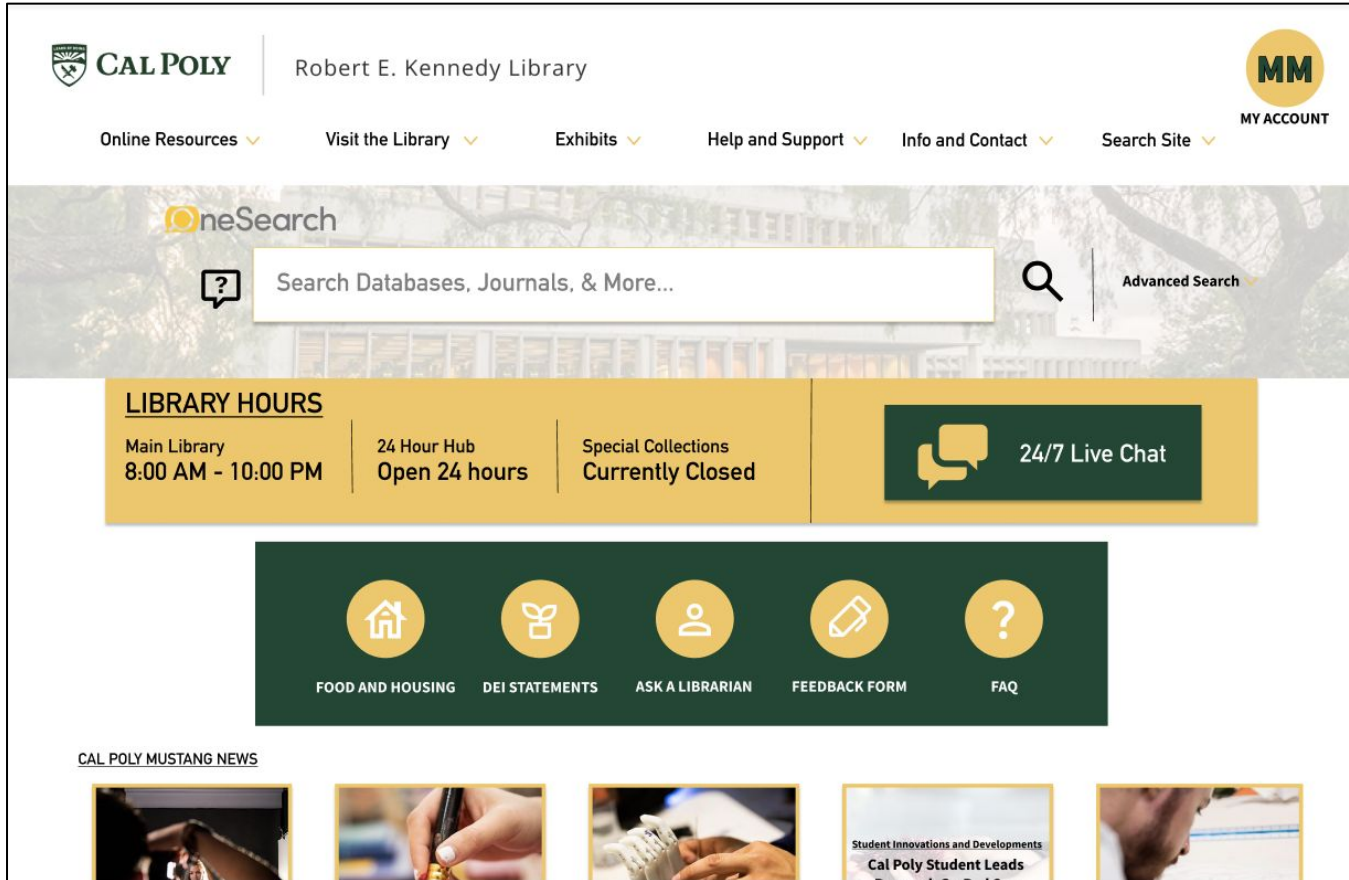 CAL POLY
Robert E. Kennedy Library
MM
MY ACCOUNT
Online Resources
Visit the Library
Exhibits
Help and Support
Info and Contact
Search Site
OneSearch
?
Search Databases, Journals, & More...
Advanced Search
LIBRARY HOURS
Main Library
8:00 AM - 10:00 PM
24 Hour Hub
Open 24 hours
Special Collections
Currently Closed
24/7 Live Chat
?
FOOD AND HOUSING
DEI STATEMENTS
ASK A LIBRARIAN
FEEDBACK FORM
FAQ
CAL POLY MUSTANG NEWS
Student Innovations and Developments
Cal Poly Student Leads